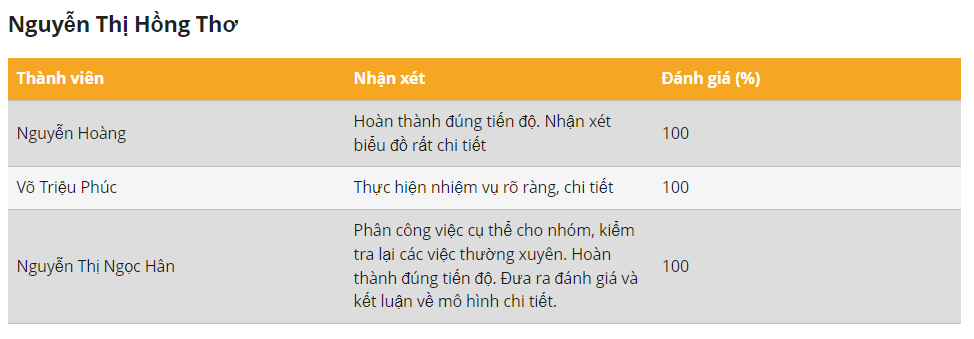 Nguyễn Thị Hồng Thơ
Thành viên Nhận xét Đánh giá (%)
Nguyễn Hoàng Hoàn thành đúng tiến độ. Nhận xét 100
biểu đồ rất chi tiết
Võ Triệu Phúc Thực hiện nhiệm vụ rõ ràng, chi tiết 100
Nguyễn Thị Ngọc Hân Phân công việc cụ thể cho nhóm, kiểm 100
tra lại các việc thường xuyên. Hoàn
thành đúng tiến độ. Đưa ra đánh giá và
kết luận về mô hình chi tiết.